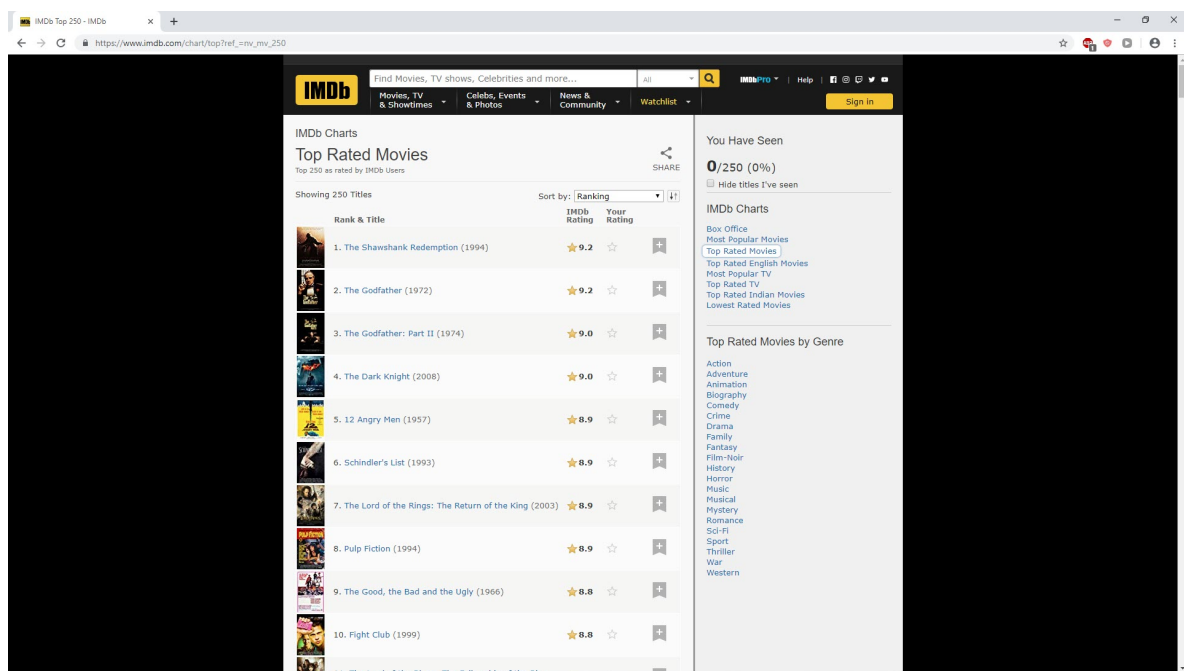 IMDb Top 250 - IMDb
https://www.imdb.com/chart/top?ref_=nv_mv_250
IMDb
Find Movies, TV shows, Celebrities and more...
All
IMDbPro
Help
Movies, TV
& Showtimes
Celebs, Events
& Photos
News &
Community
Watchlist
Sign in
IMDb Charts
Top Rated Movies
Top 250 as rated by IMDb Users
SHARE
Showing 250 Titles
Sort by: Ranking
Rank & Title
IMDb
Rating
Your
Rating
1. The Shawshank Redemption (1994) 9.2
2. The Godfather (1972) 9.2
3. The Godfather: Part II (1974) 9.0
4. The Dark Knight (2008) 9.0
5. 12 Angry Men (1957) 8.9
6. Schindler's List (1993) 8.9
7. The Lord of the Rings: The Return of the King (2003) 8.9
8. Pulp Fiction (1994) 8.9
9. The Good, the Bad and the Ugly (1966) 8.8
10. Fight Club (1999) 8.8
You Have Seen
0/250 (0%)
Hide titles I've seen
IMDb Charts
Box Office
Most Popular Movies
Top Rated Movies
Top Rated English Movies
Most Popular TV
Top Rated TV
Top Rated Indian Movies
Lowest Rated Movies
Top Rated Movies by Genre
Action
Adventure
Animation
Biography
Comedy
Crime
Drama
Family
Fantasy
Film-Noir
History
Horror
Music
Musical
Mystery
Romance
Sci-Fi
Sport
Thriller
War
Western